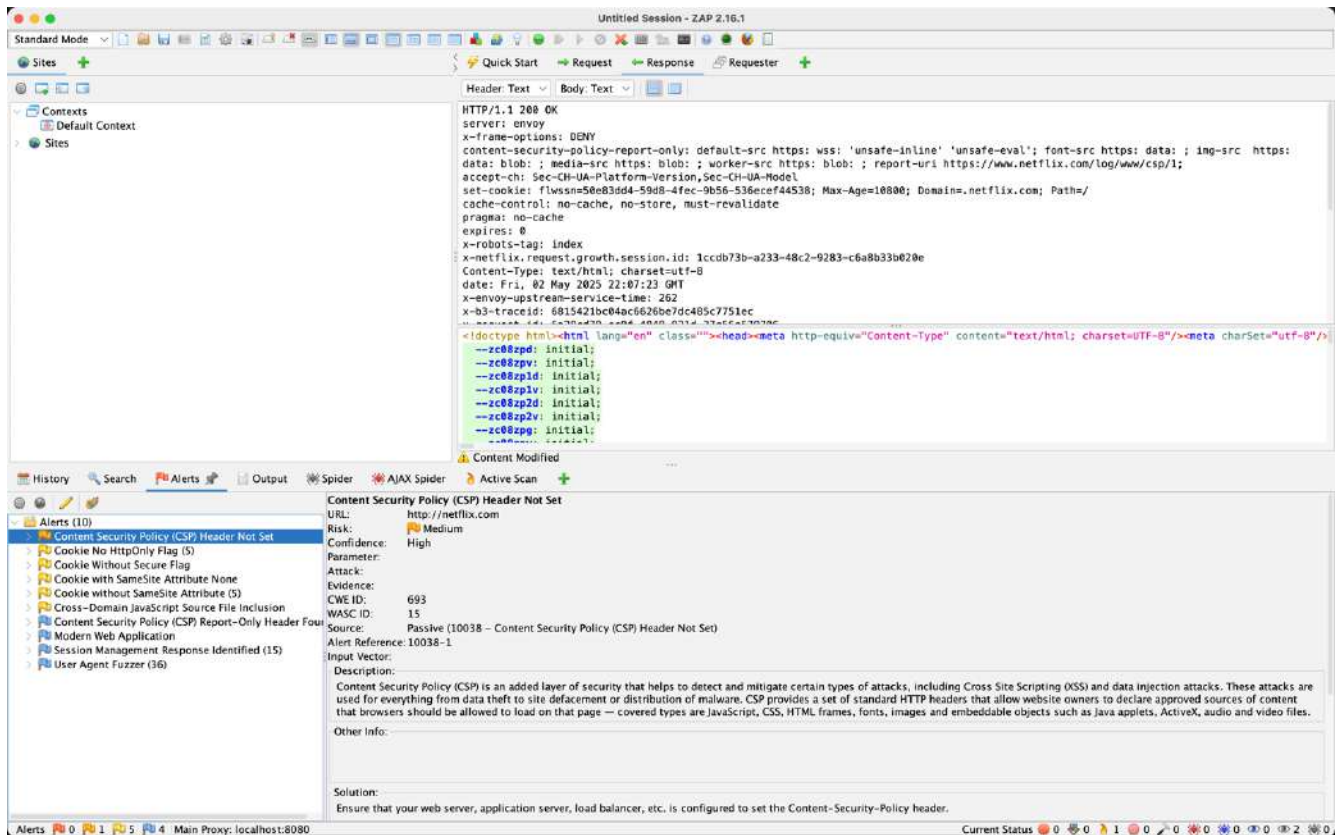 Untitled Session - ZAP 2.16.1
Standard Mode
Sites
Quick Start Request Response Requester
Header: Text Body: Text
Contexts
Default Context
Sites
HTTP/1.1 200 OK
server: envoy
x-frame-options: DENY
content-security-policy-report-only: default-src https: wss: 'unsafe-inline' 'unsafe-eval'; font-src https: data: ; img-src https:
data: blob: ; media-src https: blob: ; worker-src https: blob: ; report-uri https://www.netflix.com/log/www/csp/1;
accept-ch: Sec-CH-UA-Platform-Version,Sec-CH-UA-Model
set-cookie: flwssn=50e83dd4-59d8-4fec-9b56-536ecef44538; Max-Age=10800; Domain=.netflix.com; Path=/
cache-control: no-cache, no-store, must-revalidate
pragma: no-cache
expires: 0
x-robots-tag: index
x-netflix.request.growth.session.id: 1ccdb73b-a233-48c2-9283-c6a8b33b020e
Content-Type: text/html; charset=utf-8
date: Fri, 02 May 2025 22:07:23 GMT
x-envoy-upstream-service-time: 262
x-b3-traceid: 6815421bc04ac6626be7dc485c7751ec
<!doctype html><html lang="en" class=""><head><meta http-equiv="Content-Type" content="text/html; charset=UTF-8"/><meta charSet="utf-8"/>
--zc08zpd: initial;
--zc08zpv: initial;
--zc08zp1d: initial;
--zc08zp1v: initial;
--zc08zp2d: initial;
--zc08zp2v: initial;
--zc08zpg: initial;
Content Modified
History Search Alerts Output Spider AJAX Spider Active Scan
Alerts (10)
Content Security Policy (CSP) Header Not Set
Cookie No HttpOnly Flag (5)
Cookie Without Secure Flag
Cookie with SameSite Attribute None
Cookie without SameSite Attribute (5)
Cross-Domain JavaScript Source File Inclusion
Content Security Policy (CSP) Report-Only Header Four
Modern Web Application
Session Management Response Identified (15)
User Agent Fuzzer (36)
Content Security Policy (CSP) Header Not Set
URL: http://netflix.com
Risk: Medium
Confidence: High
Parameter:
Attack:
Evidence:
CWE ID: 693
WASC ID: 15
Source: Passive (10038 – Content Security Policy (CSP) Header Not Set)
Alert Reference: 10038-1
Input Vector:
Description:
Content Security Policy (CSP) is an added layer of security that helps to detect and mitigate certain types of attacks, including Cross Site Scripting (XSS) and data injection attacks. These attacks are
used for everything from data theft to site defacement or distribution of malware. CSP provides a set of standard HTTP headers that allow website owners to declare approved sources of content
that browsers should be allowed to load on that page — covered types are JavaScript, CSS, HTML frames, fonts, images and embeddable objects such as Java applets, ActiveX, audio and video files.
Other Info:
Solution:
Ensure that your web server, application server, load balancer, etc. is configured to set the Content-Security-Policy header.
Alerts 0 1 5 4 Main Proxy: localhost:8080
Current Status 0 0 1 0 0 0 0 0 2 0